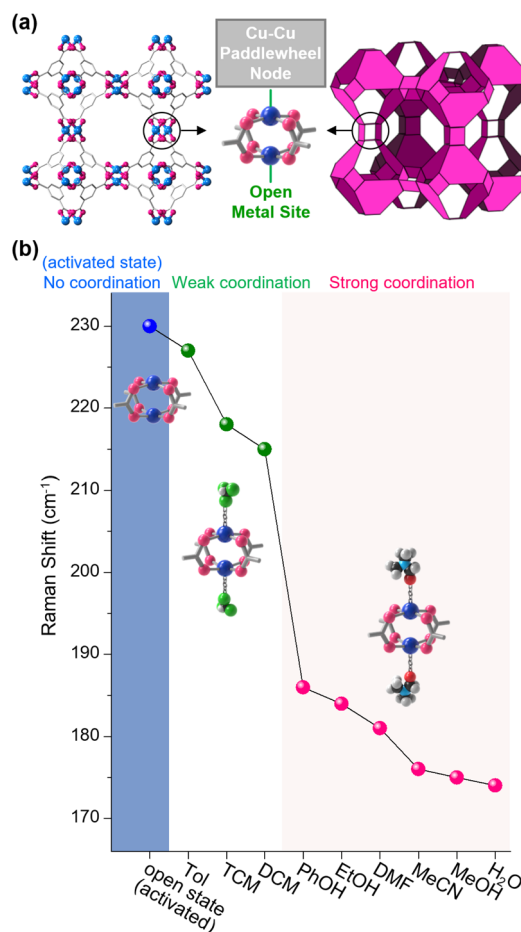 (a)
Cu-Cu
Paddlewheel
Node
Open
Metal Site
(b)
(activated state)
No coordination
Weak coordination
Strong coordination
Raman Shift (cm⁻¹)
230
220
210
200
190
180
170
open state
(activated)
Tol
TCM
DCM
PhOH
EtOH
DMF
MeCN
MeOH
H₂O